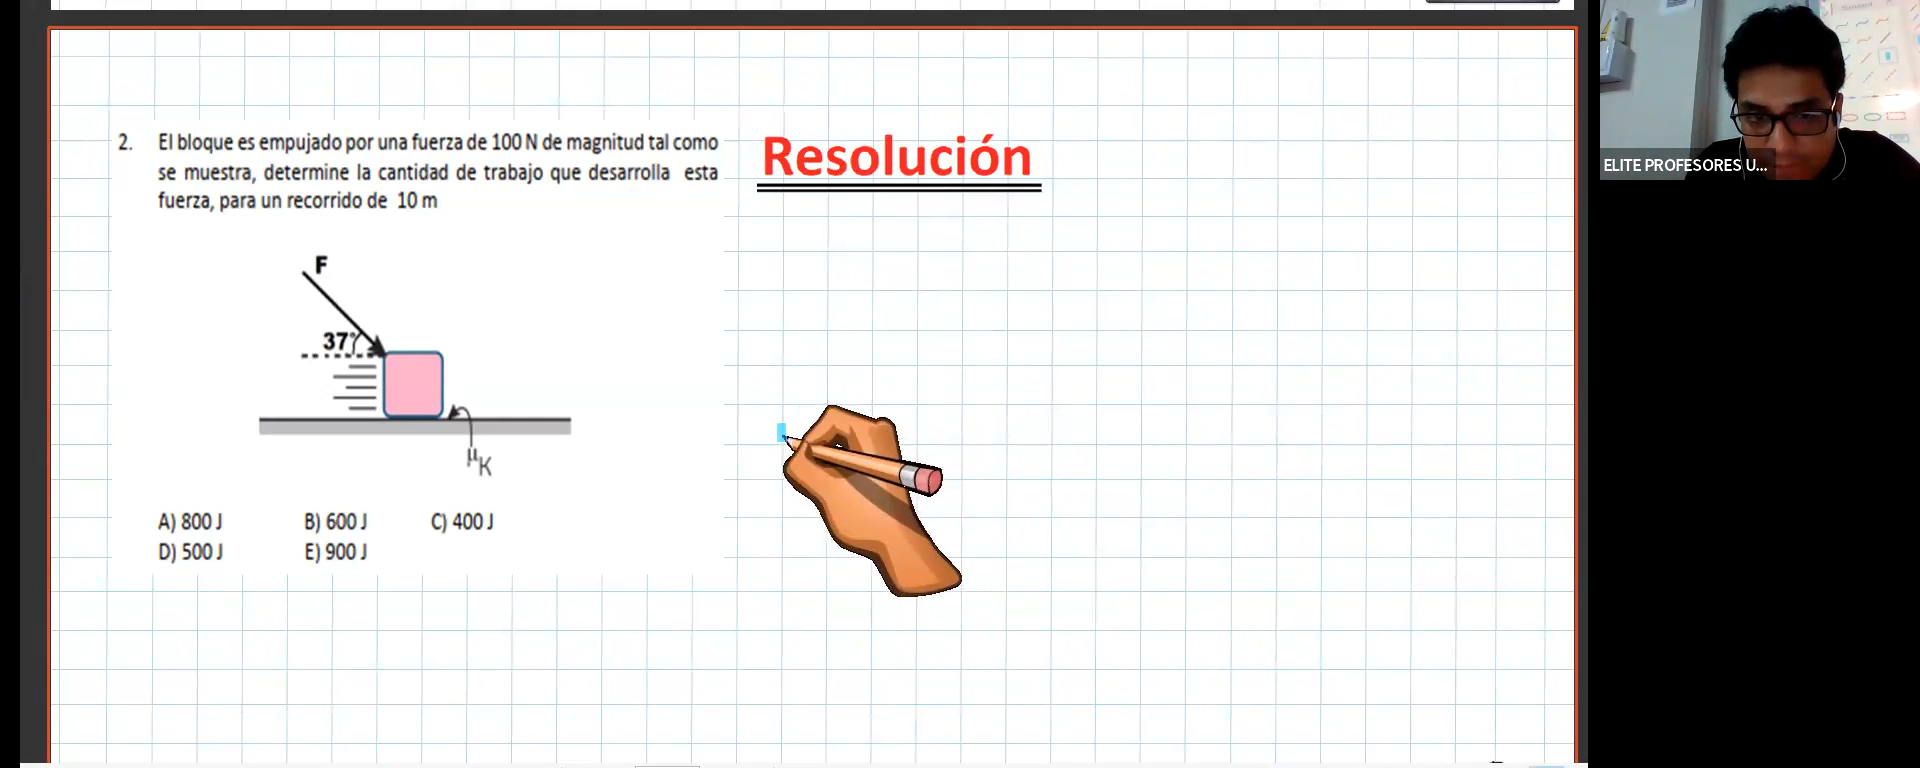 2. El bloque es empujado por una fuerza de 100 N de magnitud tal como
se muestra, determine la cantidad de trabajo que desarrolla esta
fuerza, para un recorrido de 10 m
F
37°
μK
A) 800 J B) 600 J C) 400 J
D) 500 J E) 900 J
Resolución
ELITE PROFESORES U...